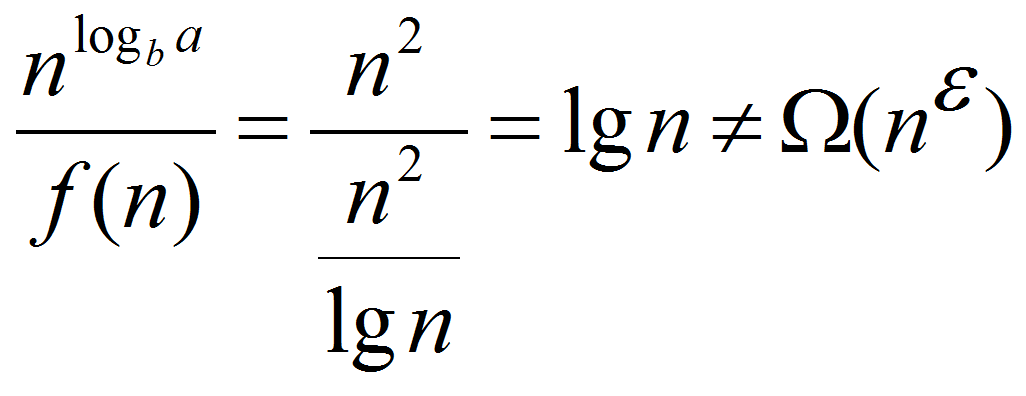 n^{log_b a} / f(n) = n^2 / (n^2 / lg n) = lg n ≠ Ω(n^ε)